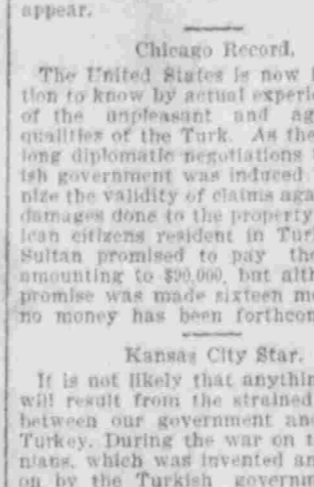 appear.
Chicago Record.
The United States is now
tion to know by actual experi
of the unpleasant and ag
qualities of the Turk. As the
long diplomatic negotiations
ish government was induced
nize the validity of claims aga
damages done to the property
ican citizens resident in Tur
Sultan promised to pay the
amounting to $90,000, but alth
promise was made sixteen mo
no money has been forthcom
Kansas City Star.
It is not likely that anythin
will result from the strained
between our government and
Turkey. During the war on t
nians, which was invented an
on by the Turkish governm